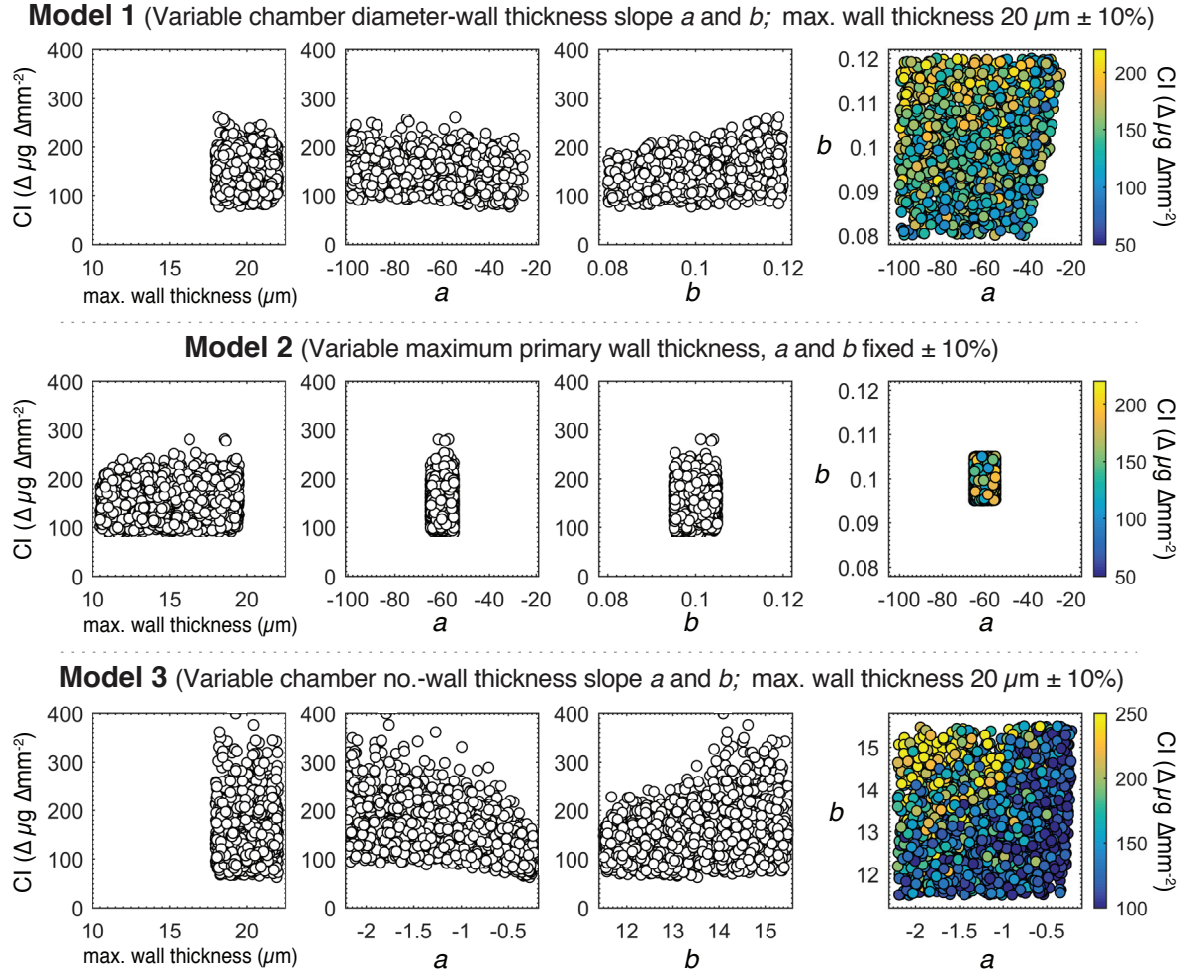 Model 1 (Variable chamber diameter-wall thickness slope a and b; max. wall thickness 20 µm ± 10%)
CI (Δ µg Δmm⁻²)
400
300
200
100
0
10 15 20
max. wall thickness (µm)
-100 -80 -60 -40 -20
a
0.08 0.1 0.12
b
b
0.12
0.11
0.1
0.09
0.08
-100 -80 -60 -40 -20
a
200
150
100
50
CI (Δ µg Δmm⁻²)
Model 2 (Variable maximum primary wall thickness, a and b fixed ± 10%)
CI (Δ µg Δmm⁻²)
400
300
200
100
0
10 15 20
max. wall thickness (µm)
-100 -80 -60 -40 -20
a
0.08 0.1 0.12
b
b
0.12
0.11
0.1
0.09
0.08
-100 -80 -60 -40 -20
a
200
150
100
50
CI (Δ µg Δmm⁻²)
Model 3 (Variable chamber no.-wall thickness slope a and b; max. wall thickness 20 µm ± 10%)
CI (Δ µg Δmm⁻²)
400
300
200
100
0
10 15 20
max. wall thickness (µm)
-2 -1.5 -1 -0.5
a
12 13 14 15
b
b
15
14
13
12
-2 -1.5 -1 -0.5
a
250
200
150
100
CI (Δ µg Δmm⁻²)